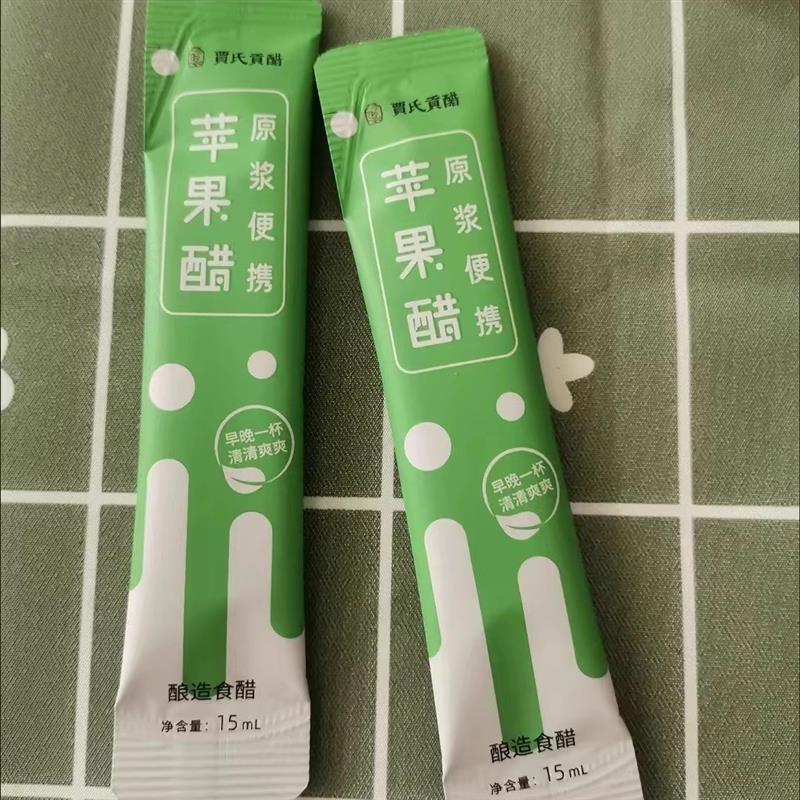 賈氏貢醋
原浆便携
苹果醋
早晚一杯
清清爽爽
酿造食醋
净含量：15mL
賈氏貢醋
原浆便携
苹果醋
早晚一杯
清清爽爽
酿造食醋
净含量：15mL